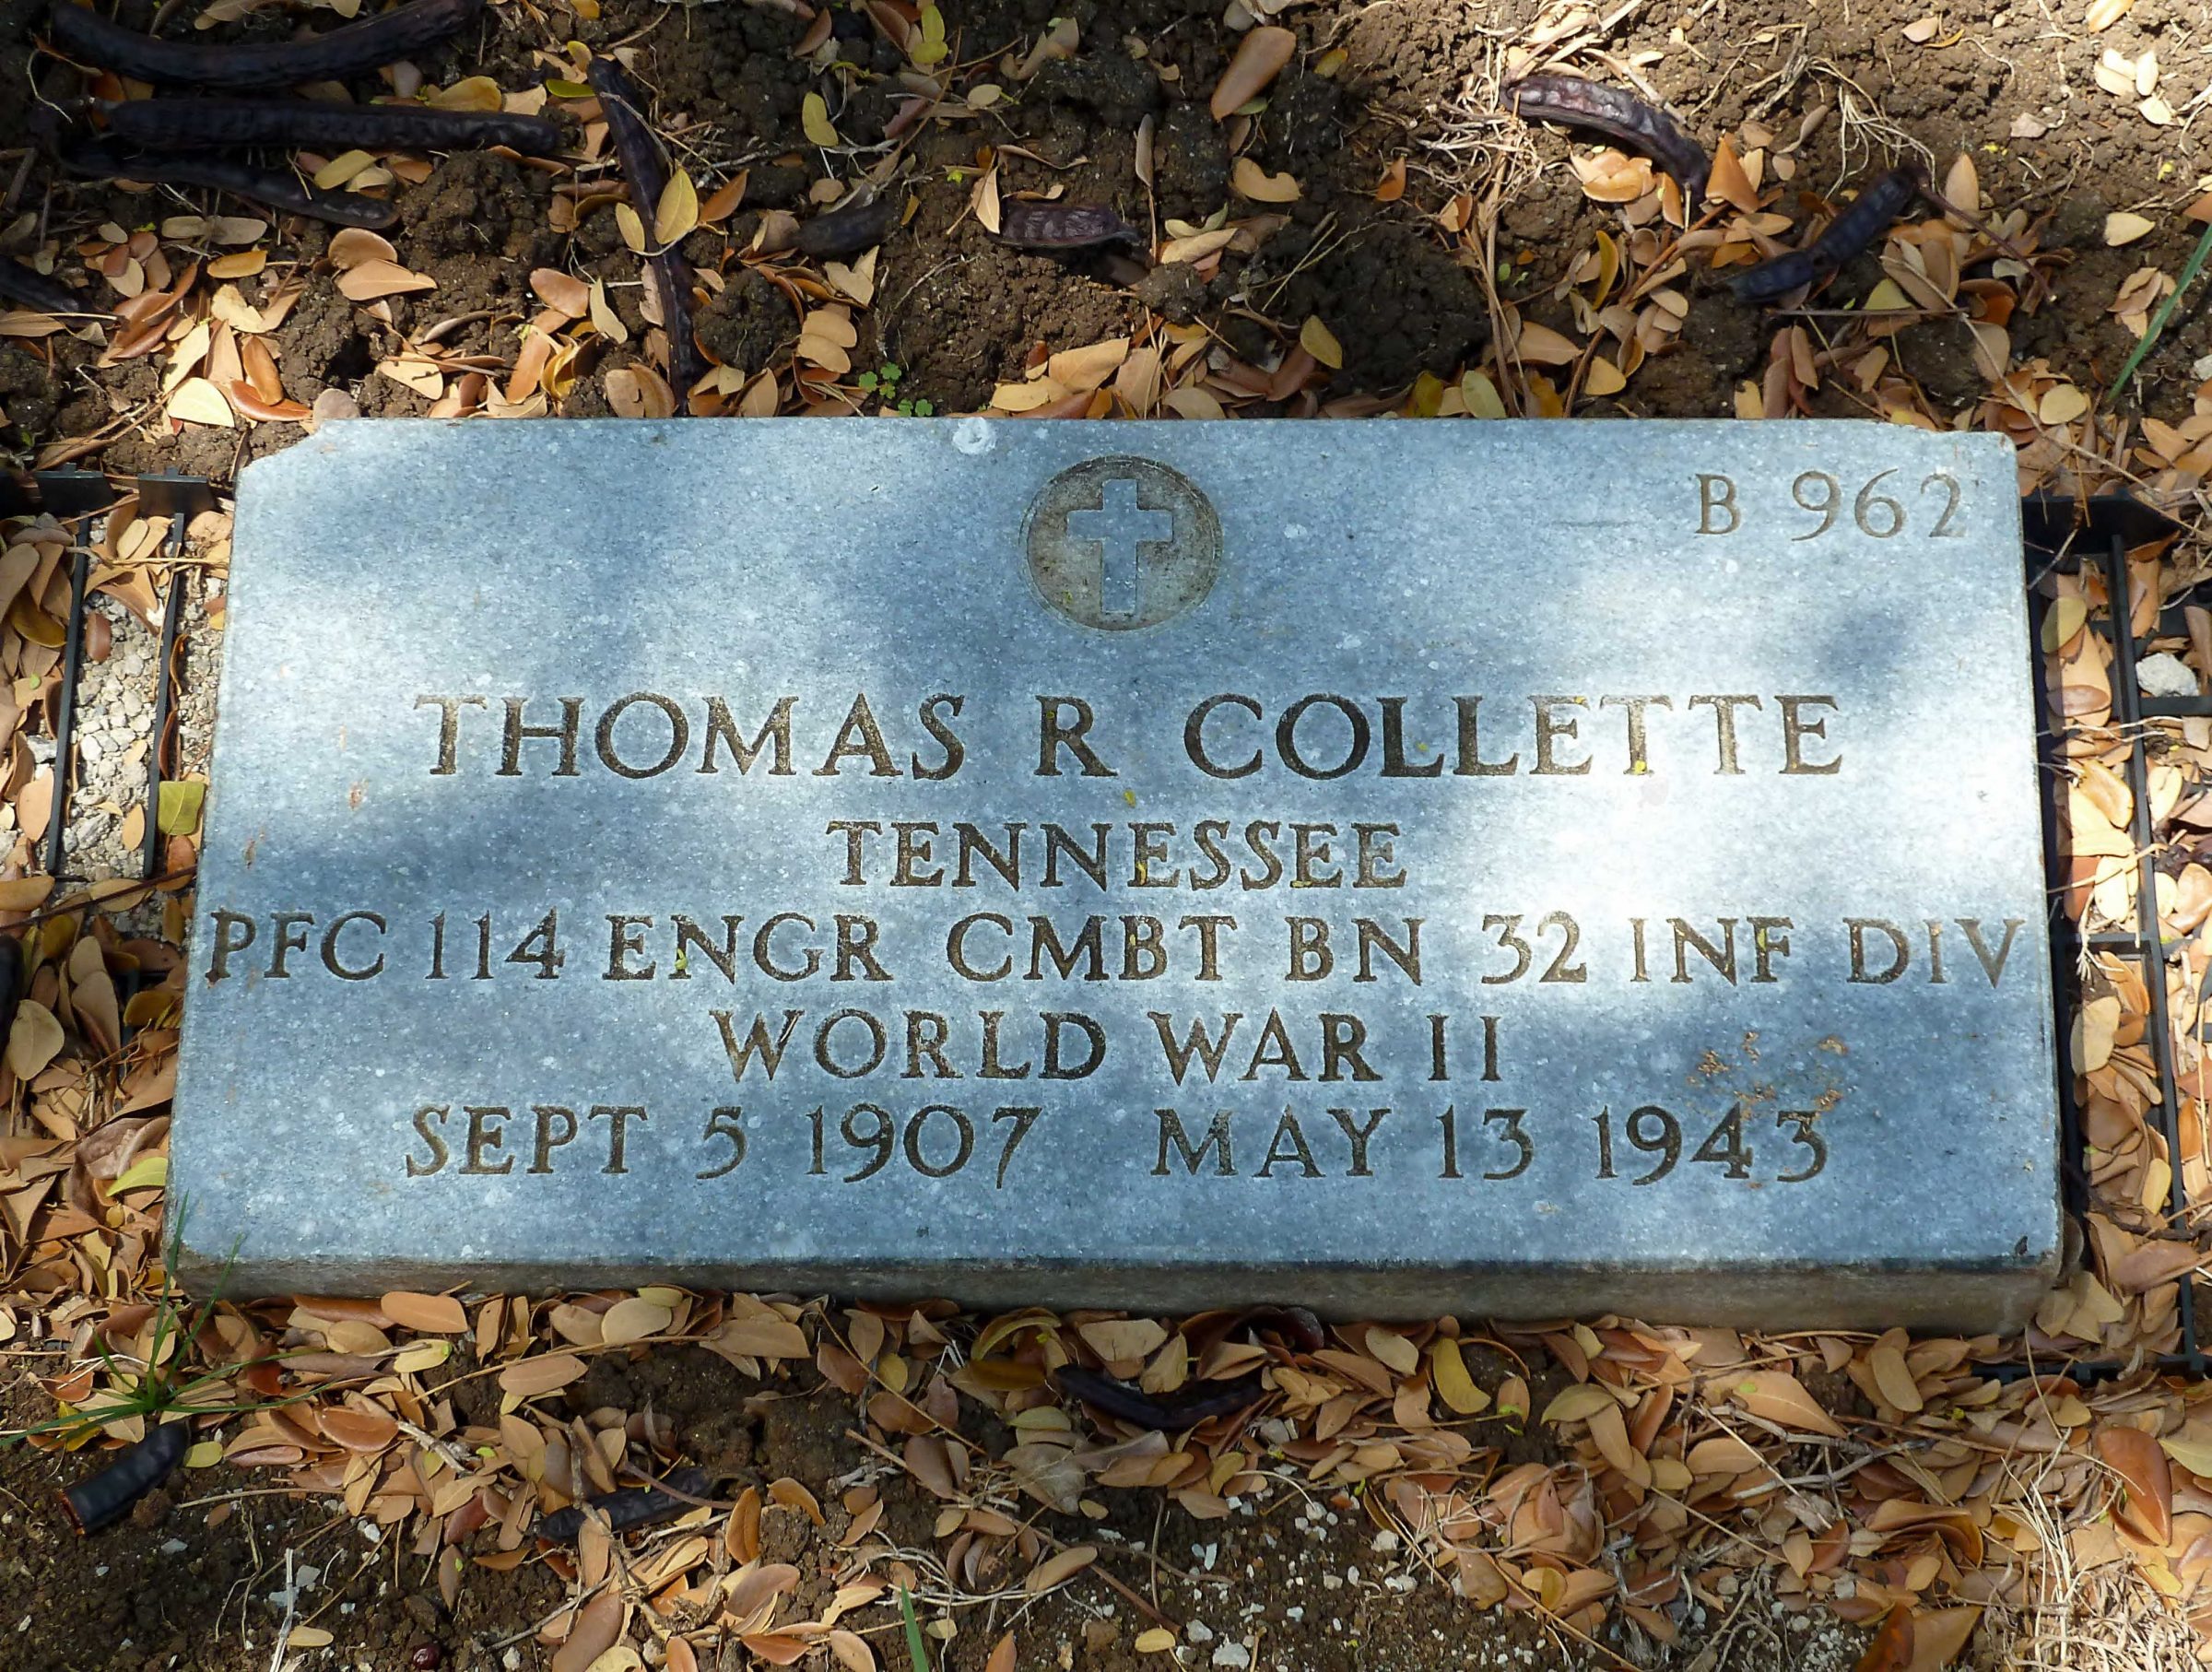 B 962
THOMAS R COLLETTE
TENNESSEE
PFC 114 ENGR CMBT BN 32 INF DIV
WORLD WAR II
SEPT 5 1907 MAY 13 1943